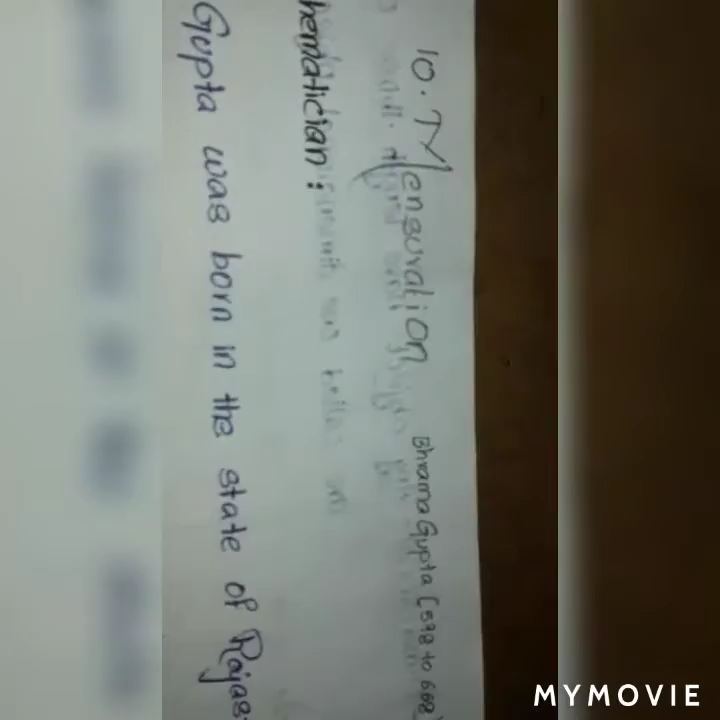 10. Mensuration
Bhrama Gupta [598 to 668]
hematician:
Gupta was born in the state of Rajas
MYMOVIE